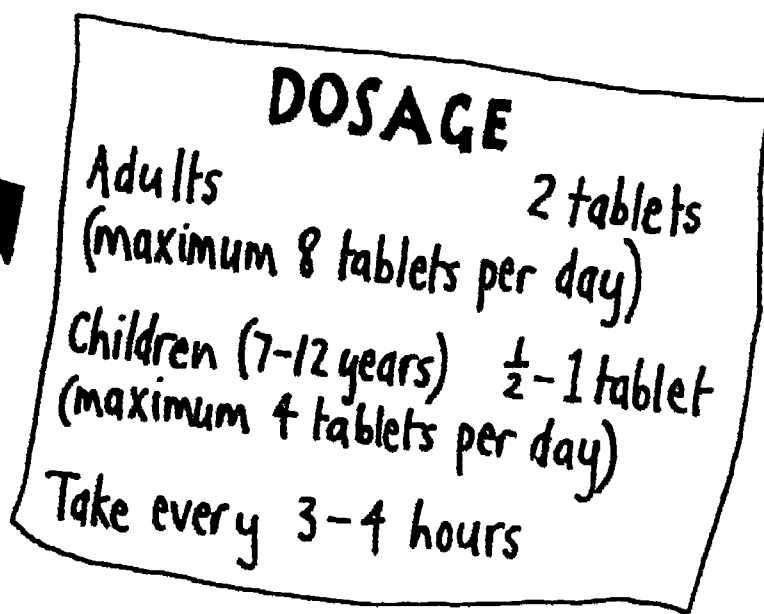 DOSAGE
Adults 2 tablets
(maximum 8 tablets per day)
Children (7-12 years) ½-1 tablet
(maximum 4 tablets per day)
Take every 3-4 hours